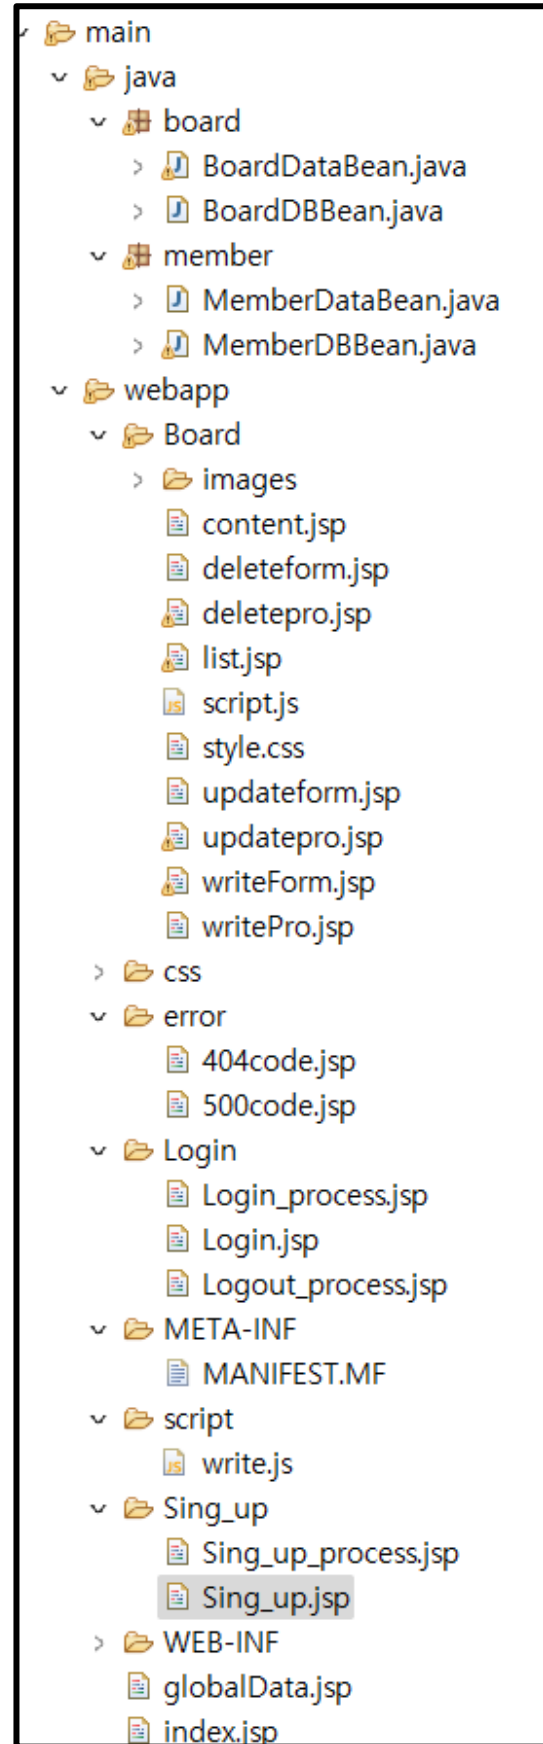 main
java
board
BoardDataBean.java
BoardDBBean.java
member
MemberDataBean.java
MemberDBBean.java
webapp
Board
images
content.jsp
deleteform.jsp
deletepro.jsp
list.jsp
script.js
style.css
updateform.jsp
updatepro.jsp
writeForm.jsp
writePro.jsp
css
error
404code.jsp
500code.jsp
Login
Login_process.jsp
Login.jsp
Logout_process.jsp
META-INF
MANIFEST.MF
script
write.js
Sing_up
Sing_up_process.jsp
Sing_up.jsp
WEB-INF
globalData.jsp
index.jsp